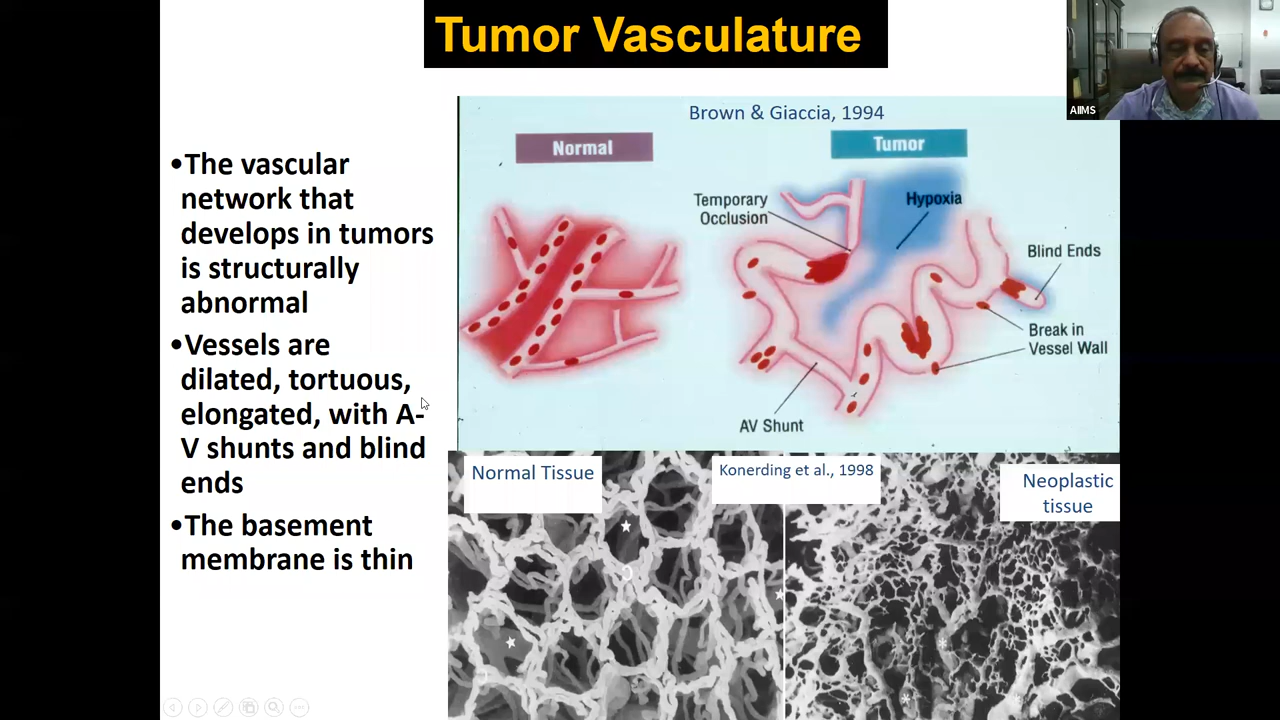 Tumor Vasculature
AIIMS
•The vascular
network that
develops in tumors
is structurally
abnormal
•Vessels are
dilated, tortuous,
elongated, with A-
V shunts and blind
ends
•The basement
membrane is thin
Brown & Giaccia, 1994
Normal
Tumor
Temporary
Occlusion
Hypoxia
Blind Ends
Break in
Vessel Wall
AV Shunt
Normal Tissue
Konerding et al., 1998
Neoplastic
tissue